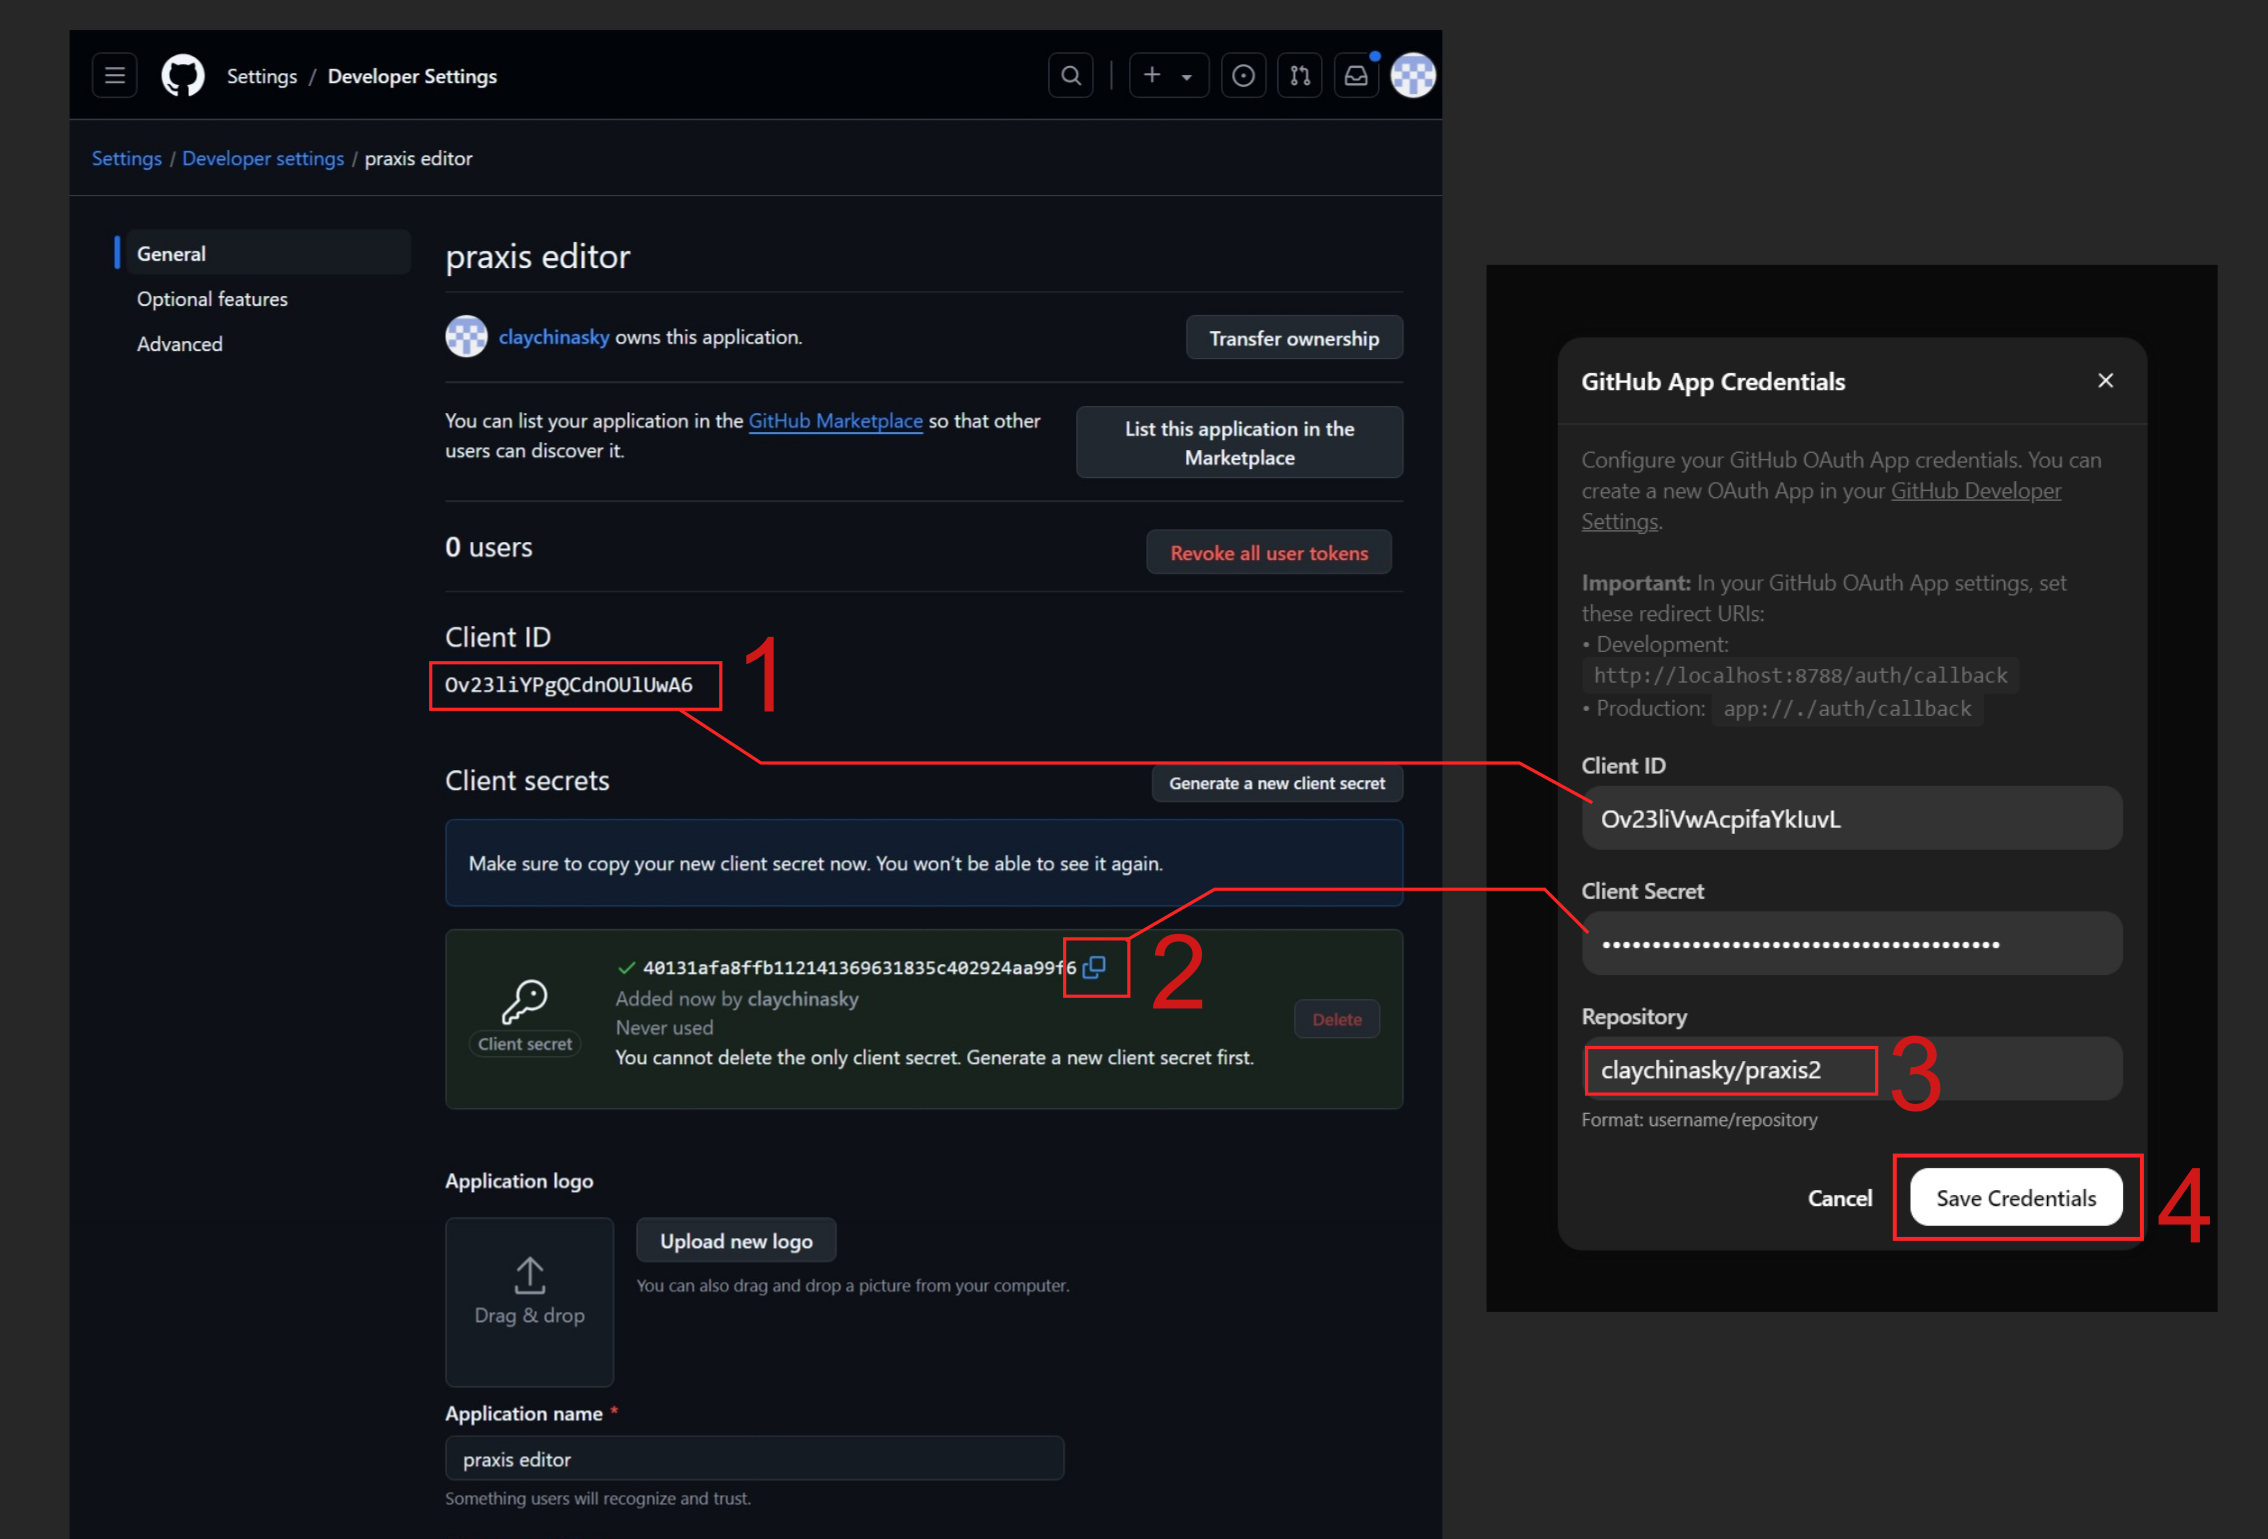 Settings / Developer Settings
Settings / Developer settings / praxis editor
General
Optional features
Advanced
praxis editor
claychinasky owns this application.
Transfer ownership
You can list your application in the GitHub Marketplace so that other
users can discover it.
List this application in the
Marketplace
0 users
Revoke all user tokens
Client ID
Ov23liYPgQCdnOUlUwA6
1
Client secrets
Generate a new client secret
Make sure to copy your new client secret now. You won't be able to see it again.
40131afa8ffb112141369631835c402924aa99f6
2
Added now by claychinasky
Never used
You cannot delete the only client secret. Generate a new client secret first.
Client secret
Delete
Application logo
Drag & drop
Upload new logo
You can also drag and drop a picture from your computer.
Application name *
praxis editor
Something users will recognize and trust.
GitHub App Credentials
Configure your GitHub OAuth App credentials. You can
create a new OAuth App in your GitHub Developer
Settings.
Important: In your GitHub OAuth App settings, set
these redirect URIs:
• Development:
http://localhost:8788/auth/callback
• Production: app://./auth/callback
Client ID
Ov23liVwAcpifaYkIuvL
Client Secret
••••••••••••••••••••••••••••••••••••••••
Repository
claychinasky/praxis2
3
Format: username/repository
Cancel
Save Credentials
4